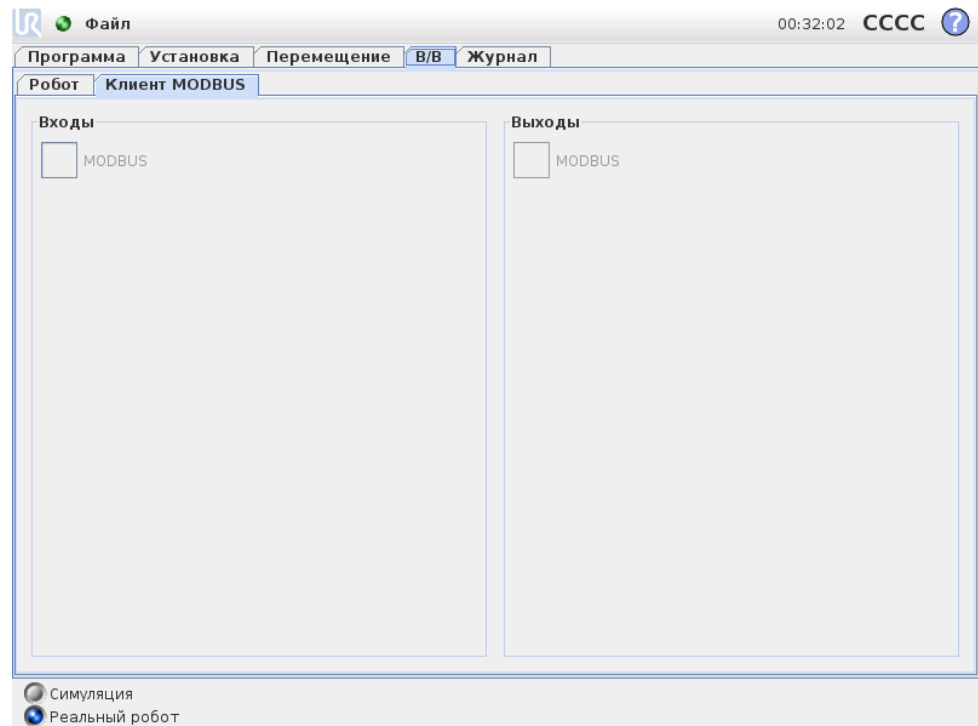 UR Файл 00:32:02 CCCC ?
Программа Установка Перемещение В/В Журнал
Робот Клиент MODBUS
Входы Выходы
MODBUS MODBUS
Симуляция
Реальный робот